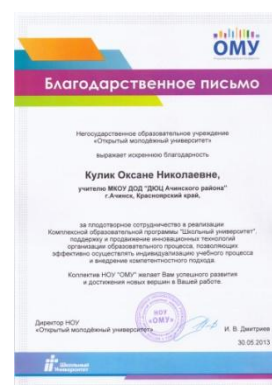 ОМУ
Благодарственное письмо
Негосударственное образовательное учреждение
«Открытый молодёжный университет»
выражает искреннюю благодарность
Кулик Оксане Николаевне,
учителю МКОУ ДОД "ДЮЦ Ачинского района"
г.Ачинск, Красноярский край,
за плодотворное сотрудничество в реализации
Комплексной образовательной программы "Школьный университет",
поддержку и продвижение инновационных технологий
организации образовательного процесса, позволяющих
эффективно осуществлять индивидуализацию учебного процесса
и внедрение компетентностного подхода.
Коллектив НОУ "ОМУ" желает Вам успешного развития
и достижения новых вершин в Вашей работе.
Директор НОУ
«Открытый молодёжный университет»
НОУ
«ОМУ»
И. В. Дмитриев
30.05.2013
Школьный
Университет